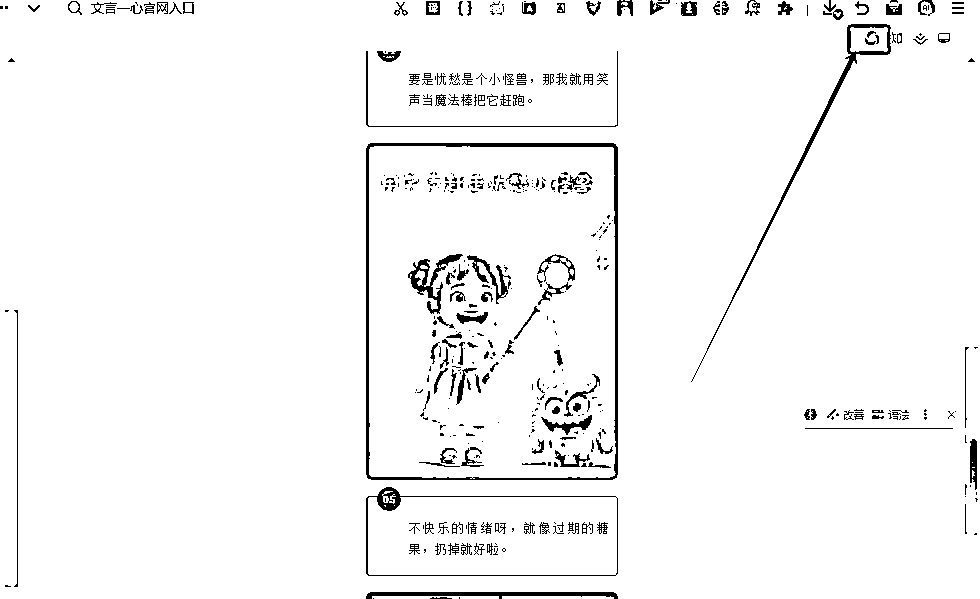 文言一心官网入口
知
要是忧愁是个小怪兽，那我就用笑
声当魔法棒把它赶跑。
改善 语法
05
不快乐的情绪呀，就像过期的糖
果，扔掉就好啦。